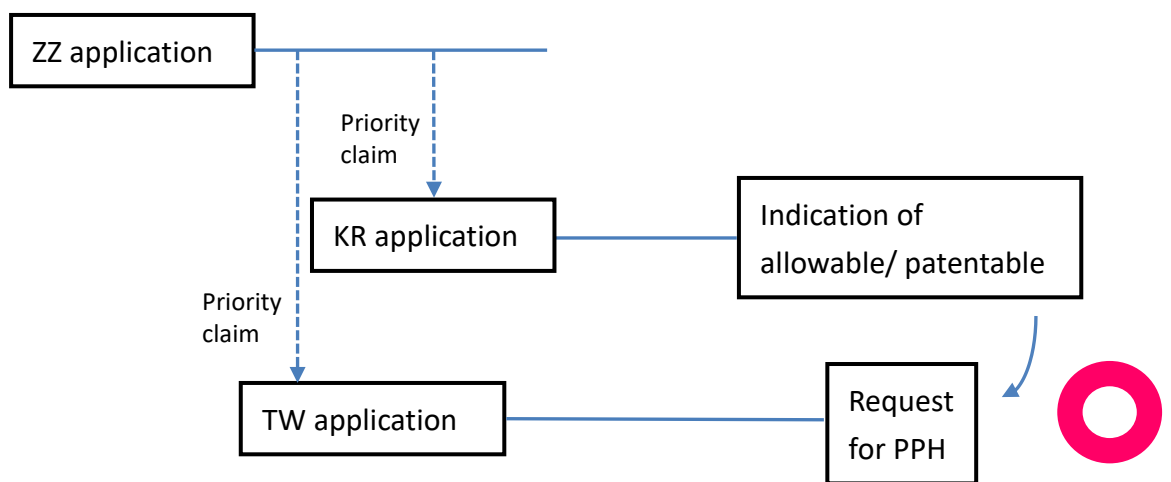 ZZ application
Priority
claim
KR application
Indication of
allowable/ patentable
Priority
claim
TW application
Request
for PPH